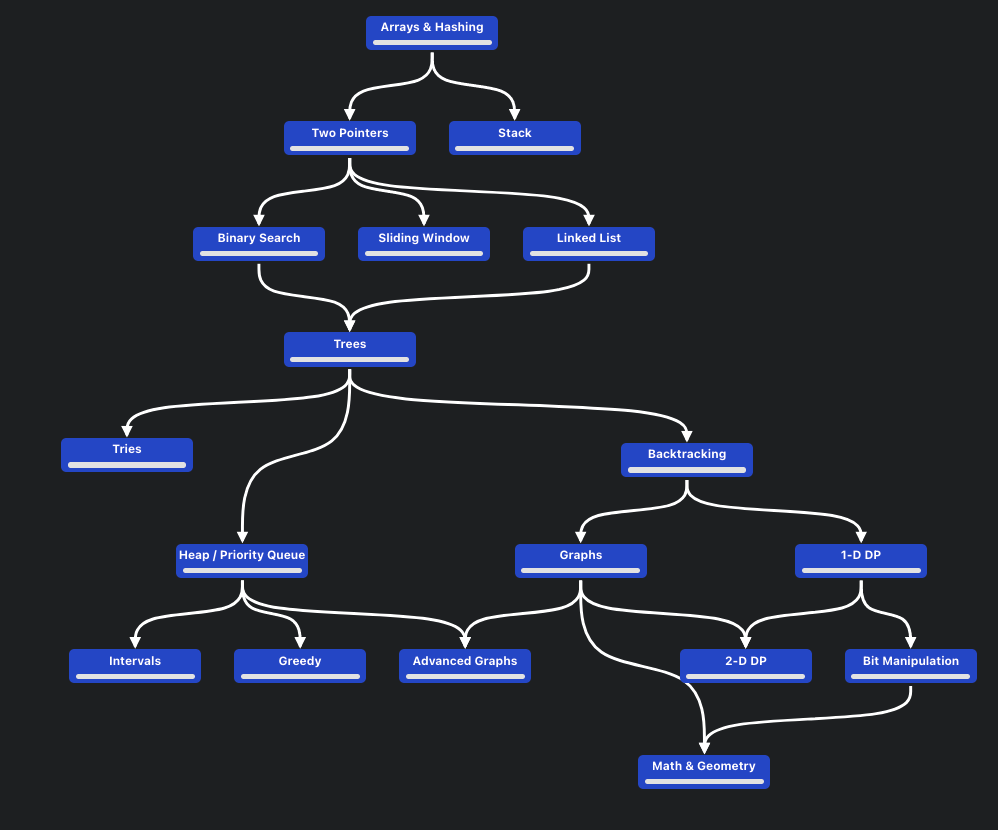 Arrays & Hashing
Two Pointers
Stack
Binary Search
Sliding Window
Linked List
Trees
Tries
Backtracking
Heap / Priority Queue
Graphs
1-D DP
Intervals
Greedy
Advanced Graphs
2-D DP
Bit Manipulation
Math & Geometry